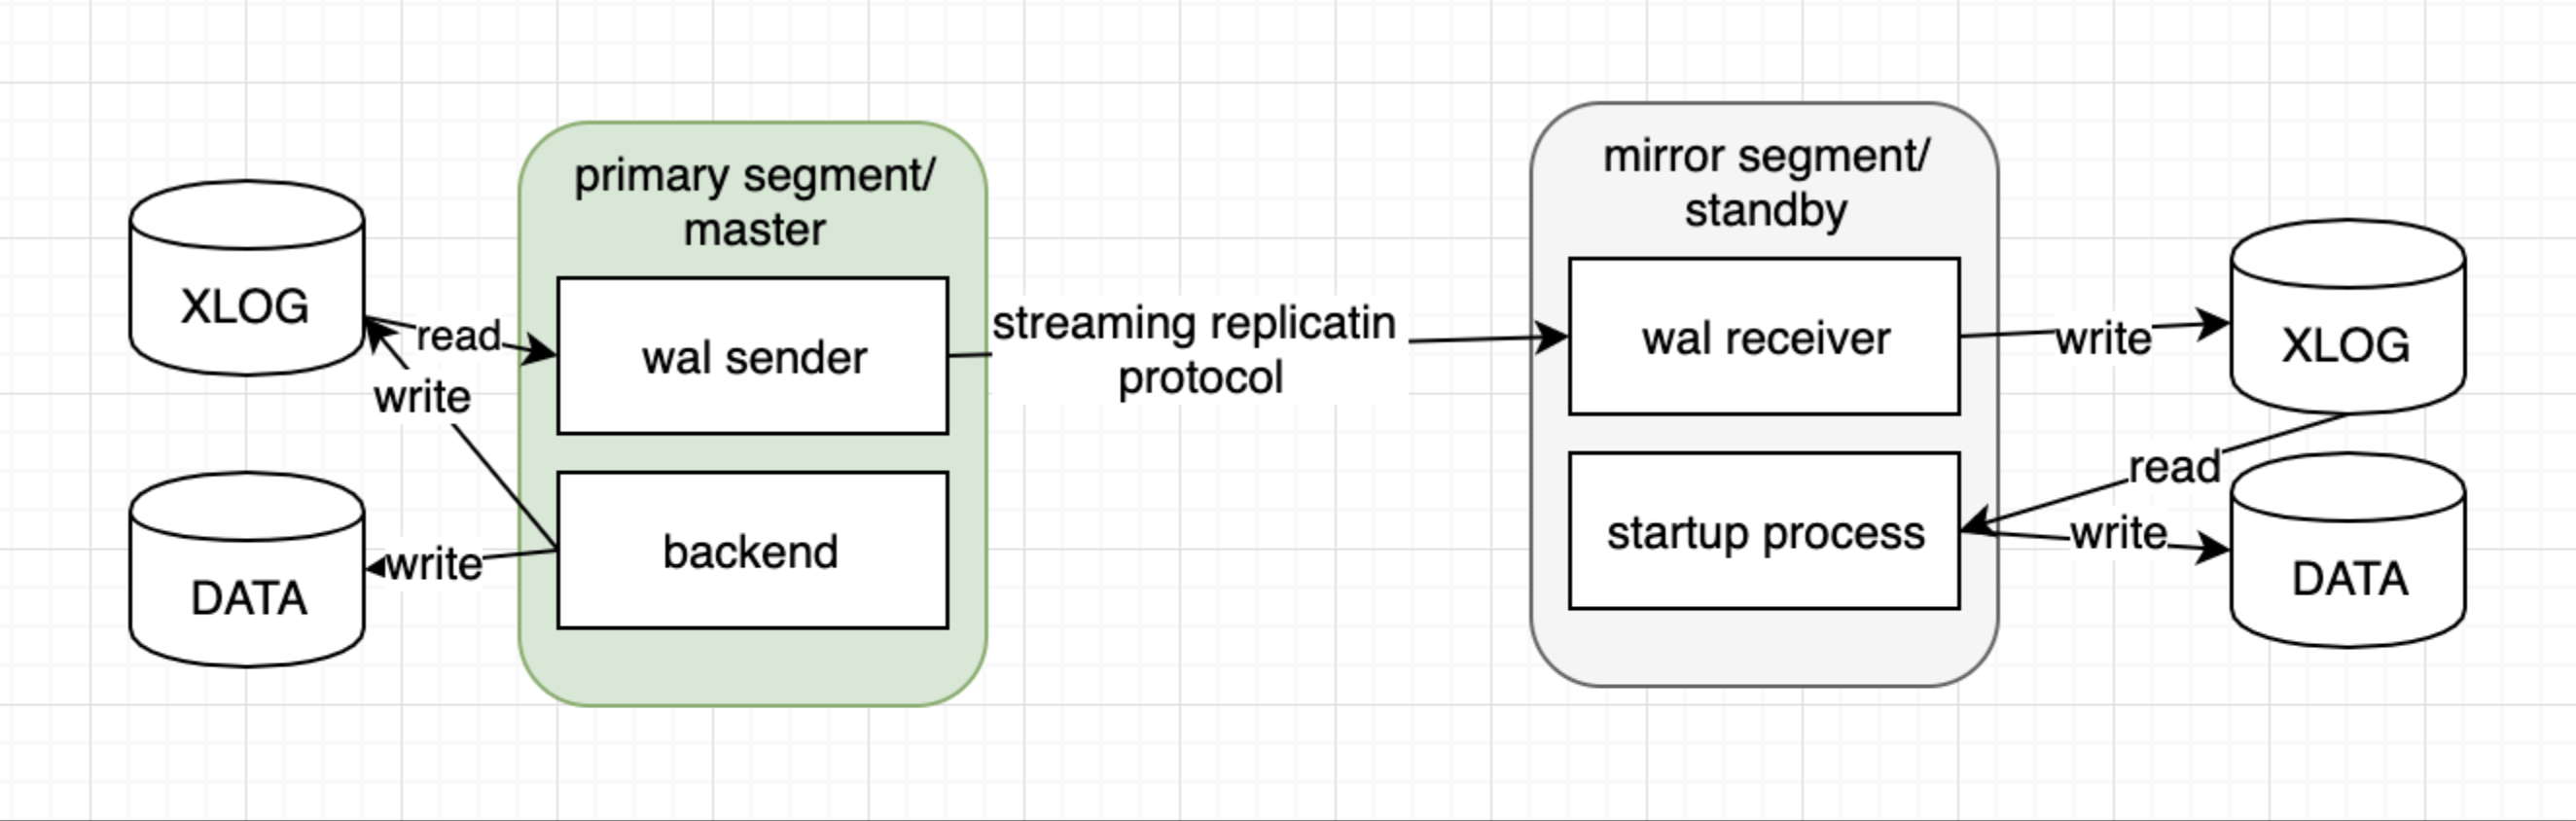 XLOG
read
write
DATA
write
primary segment/
master
wal sender
backend
streaming replicatin
protocol
mirror segment/
standby
wal receiver
startup process
write
XLOG
read
write
DATA